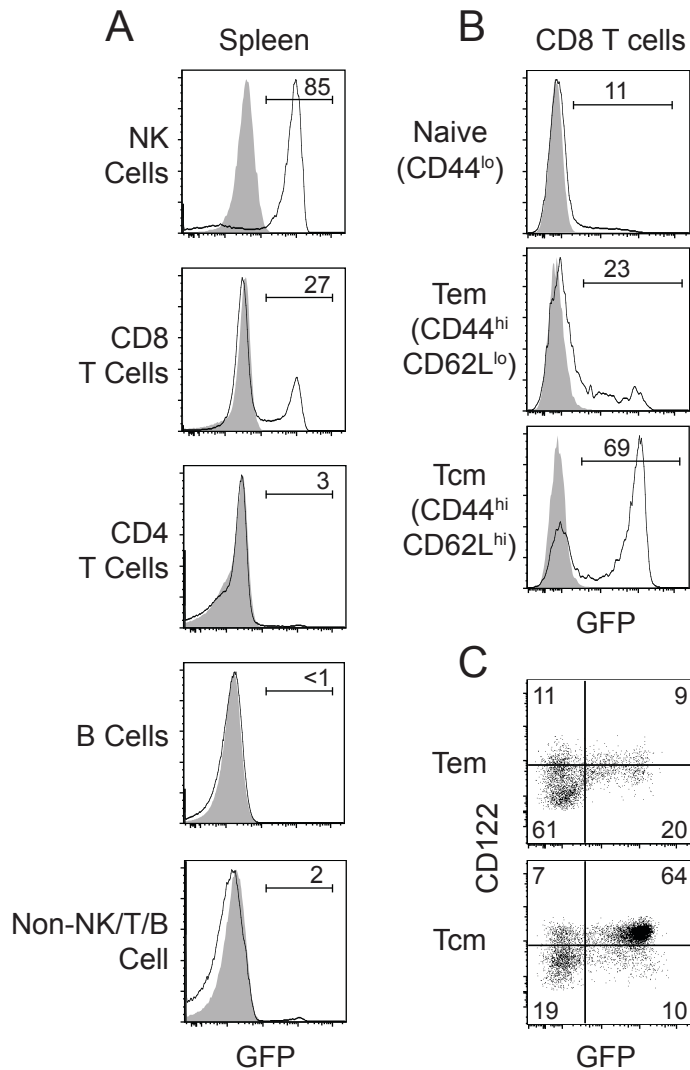 A
Spleen
NK
Cells
85
CD8
T Cells
27
CD4
T Cells
3
B Cells
<1
Non-NK/T/B
Cell
2
GFP
B
CD8 T cells
Naive
(CD44lo)
11
Tem
(CD44hi
CD62Llo)
23
Tcm
(CD44hi
CD62Lhi)
69
GFP
C
CD122
Tem
11 9
61 20
Tcm
7 64
19 10
GFP